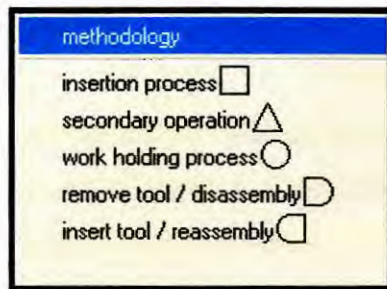 methodology
insertion process
secondary operation
work holding process
remove tool / disassembly
insert tool / reassembly